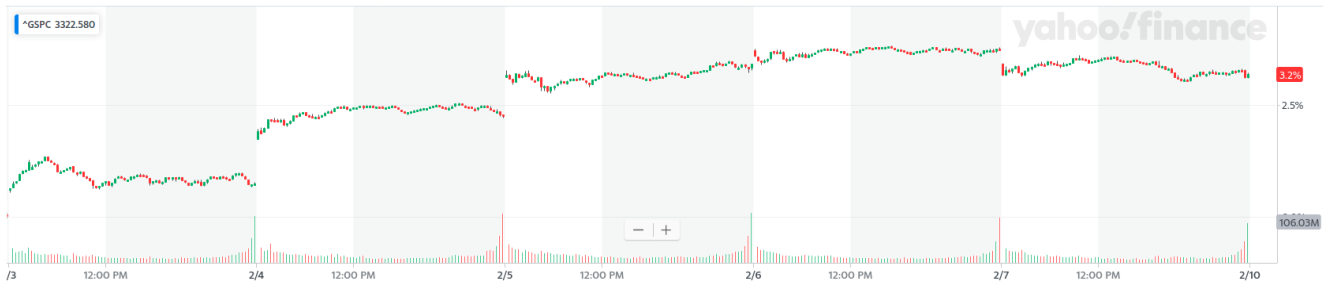 ^GSPC 3322.580
yahoo!finance
3.2%
2.5%
106.03M
/3 12:00 PM 2/4 12:00 PM 2/5 12:00 PM 2/6 12:00 PM 2/7 12:00 PM 2/10